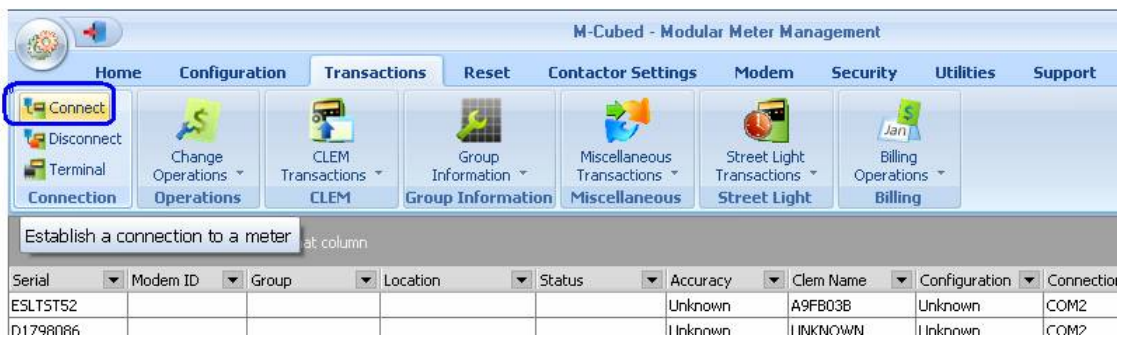 M-Cubed - Modular Meter Management
Home Configuration Transactions Reset Contactor Settings Modem Security Utilities Support
Connect
Disconnect
Terminal
Connection
Change
Operations
Operations
CLEM
Transactions
CLEM
Group
Information
Group Information
Miscellaneous
Transactions
Miscellaneous
Street Light
Transactions
Street Light
Jan
Billing
Operations
Billing
Establish a connection to a meter
at column
Serial Modem ID Group Location Status Accuracy Clem Name Configuration Connection
ESLTST52 Unknown A9FB03B Unknown COM2
D1798086 Unknown UNKNOWN Unknown COM2